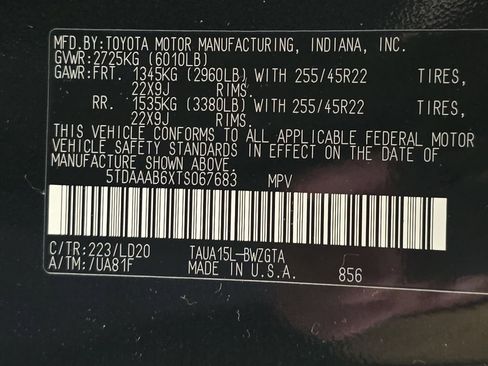 MFD.BY:TOYOTA MOTOR MANUFACTURING, INDIANA, INC.
GVWR:2725KG (6010LB)
GAWR:FRT. 1345KG (2960LB) WITH 255/45R22 TIRES,
22X9J RIMS.
RR. 1535KG (3380LB) WITH 255/45R22 TIRES,
22X9J RIMS.
THIS VEHICLE CONFORMS TO ALL APPLICABLE FEDERAL MOTOR
VEHICLE SAFETY STANDARDS IN EFFECT ON THE DATE OF
MANUFACTURE SHOWN ABOVE.
5TDAAAB6XTS067683 MPV
C/TR:223/LD20 TAUA15L-BWZGTA
A/TM:/UA81F MADE IN U.S.A. 856